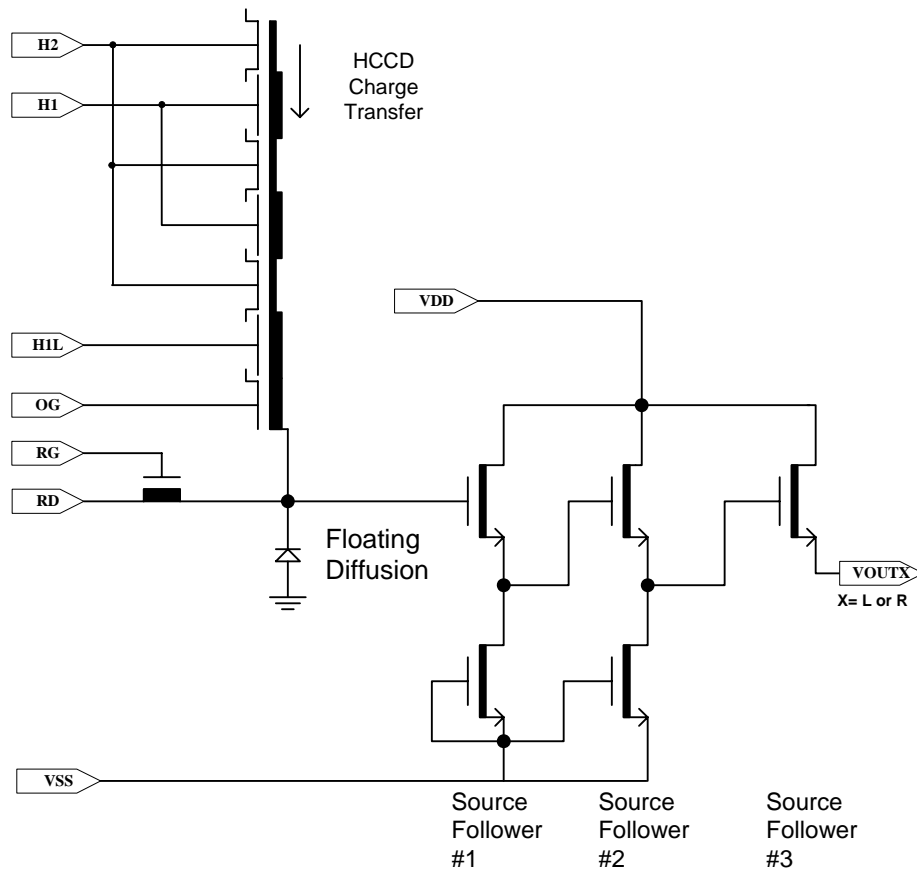 H2
HCCD
Charge
Transfer
H1
H1L
VDD
OG
RG
RD
Floating
Diffusion
VOUTX
X= L or R
VSS
Source
Follower
#1
Source
Follower
#2
Source
Follower
#3